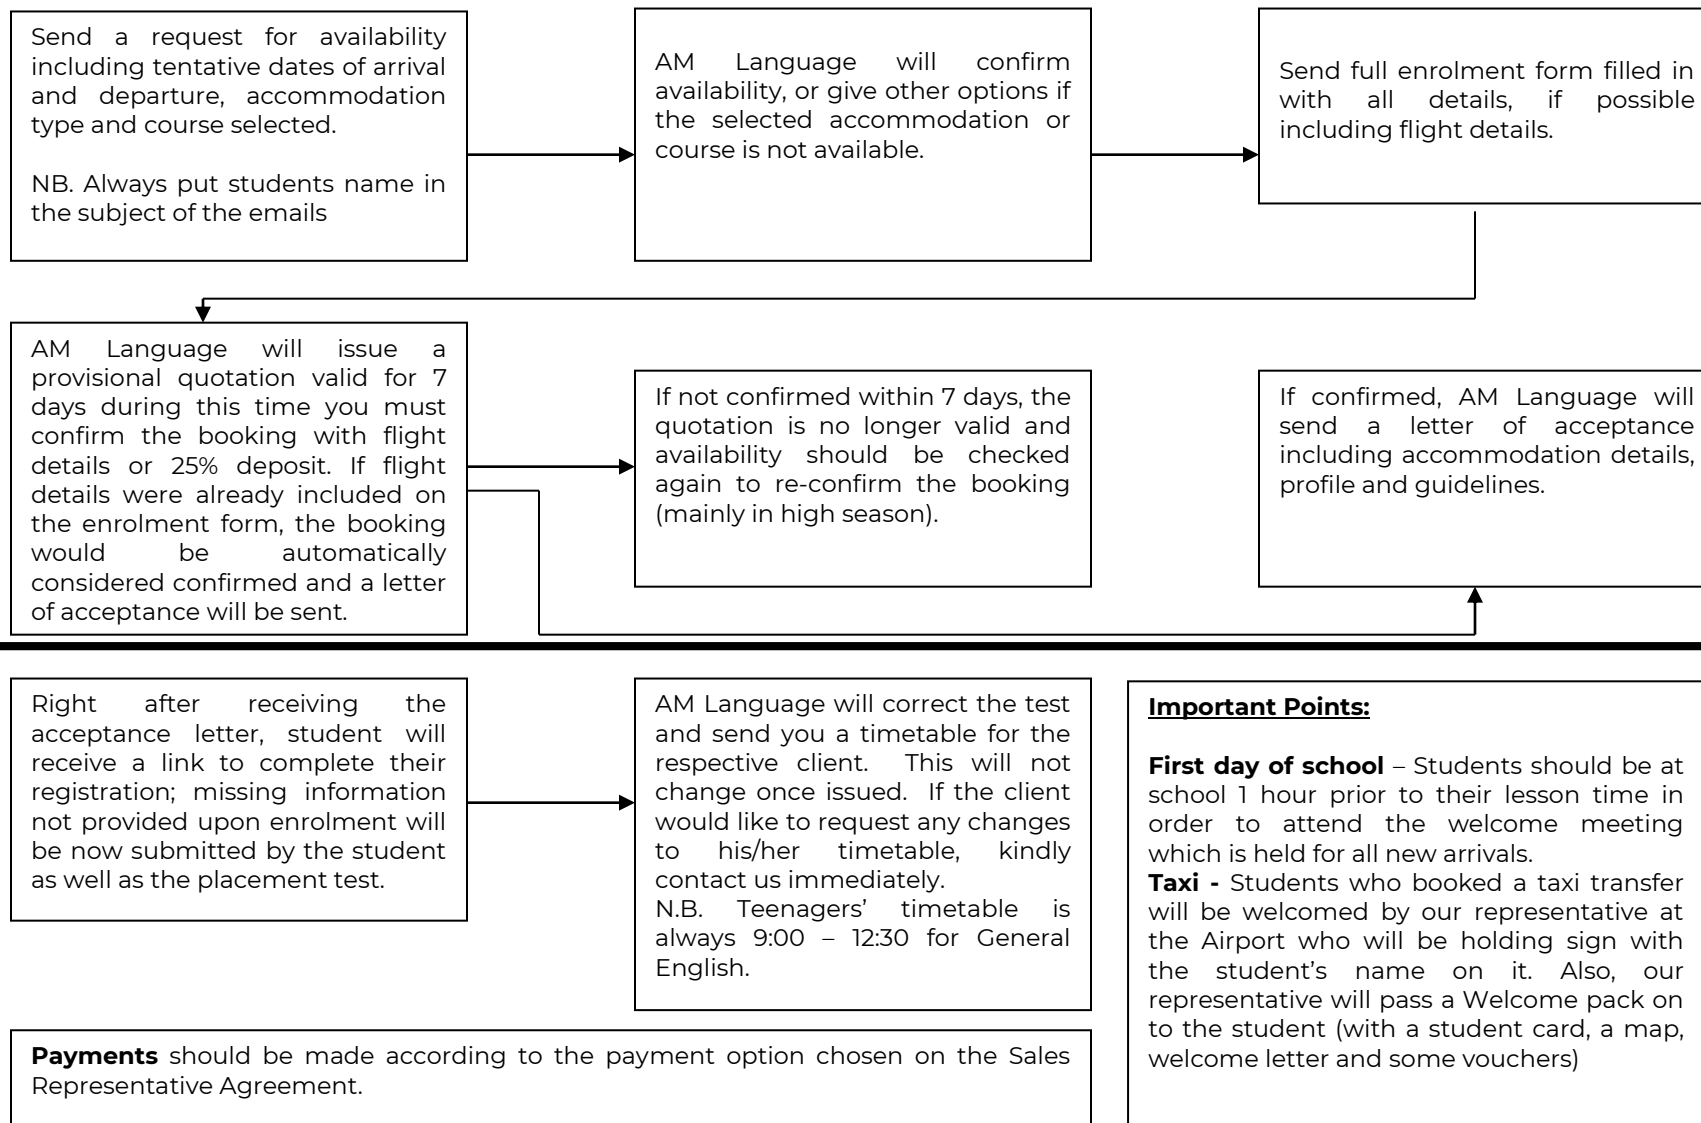 Send a request for availability
including tentative dates of arrival
and departure, accommodation
type and course selected.
NB. Always put students name in
the subject of the emails
AM Language will confirm
availability, or give other options if
the selected accommodation or
course is not available.
Send full enrolment form filled in
with all details, if possible
including flight details.
AM Language will issue a
provisional quotation valid for 7
days during this time you must
confirm the booking with flight
details or 25% deposit. If flight
details were already included on
the enrolment form, the booking
would be automatically
considered confirmed and a letter
of acceptance will be sent.
If not confirmed within 7 days, the
quotation is no longer valid and
availability should be checked
again to re-confirm the booking
(mainly in high season).
If confirmed, AM Language will
send a letter of acceptance
including accommodation details,
profile and guidelines.
Right after receiving the
acceptance letter, student will
receive a link to complete their
registration; missing information
not provided upon enrolment will
be now submitted by the student
as well as the placement test.
AM Language will correct the test
and send you a timetable for the
respective client. This will not
change once issued. If the client
would like to request any changes
to his/her timetable, kindly
contact us immediately.
N.B. Teenagers’ timetable is
always 9:00 – 12:30 for General
English.
Important Points:
First day of school – Students should be at
school 1 hour prior to their lesson time in
order to attend the welcome meeting
which is held for all new arrivals.
Taxi - Students who booked a taxi transfer
will be welcomed by our representative at
the Airport who will be holding sign with
the student’s name on it. Also, our
representative will pass a Welcome pack on
to the student (with a student card, a map,
welcome letter and some vouchers)
Payments should be made according to the payment option chosen on the Sales
Representative Agreement.